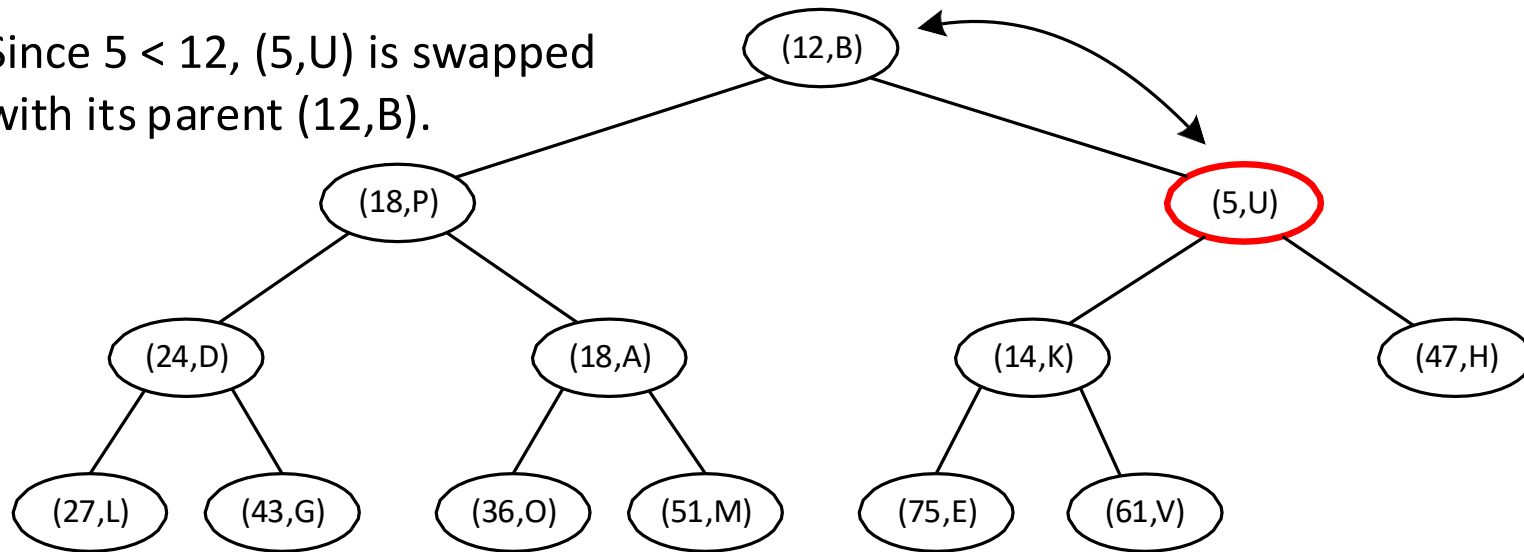 Since 5 < 12, (5,U) is swapped
with its parent (12,B).
(12,B)
(18,P)
(5,U)
(24,D)
(18,A)
(14,K)
(47,H)
(27,L)
(43,G)
(36,O)
(51,M)
(75,E)
(61,V)